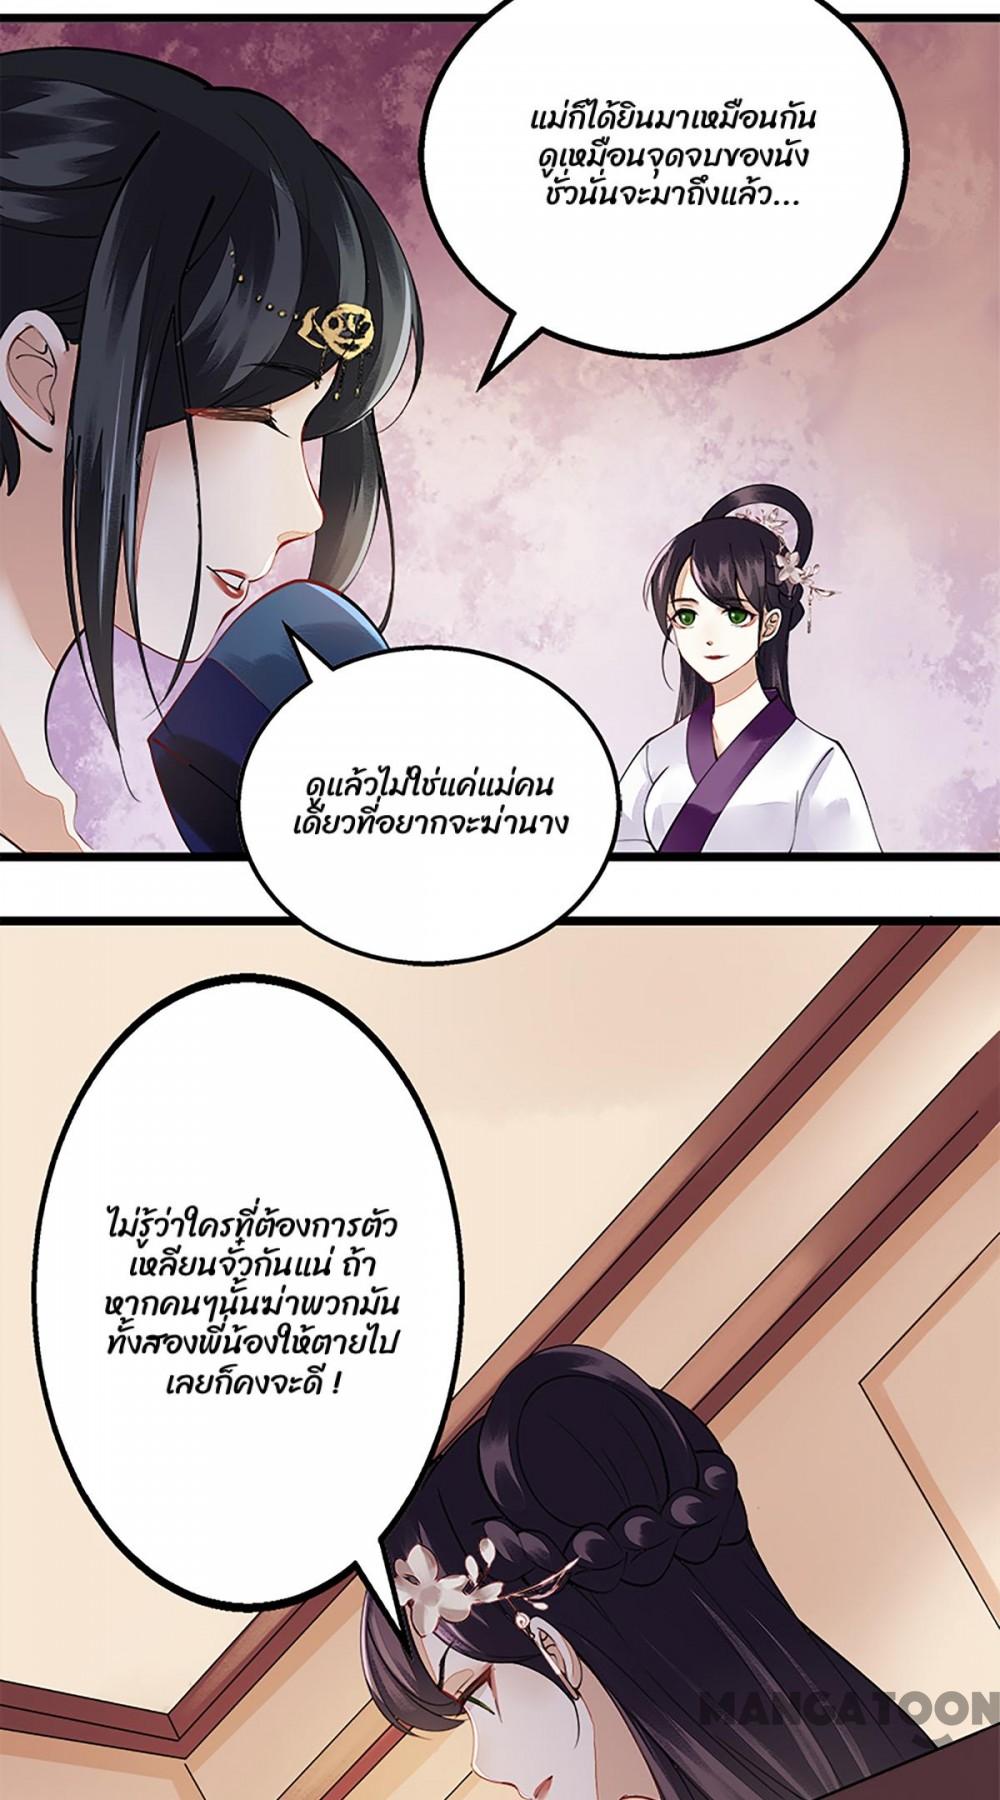 แม่ก็ได้ยินมาเหมือนกัน
ดูเหมือนจุดจบของนัง
ชั่วนั่นจะมาถึงแล้ว...
ดูแล้วไม่ใช่แค่แม่คน
เดียวที่อยากจะฆ่านาง
ไม่รู้ว่าใครที่ต้องการตัว
เหลียนจั๋วกันแน่ ถ้า
หากคนๆนั้นฆ่าพวกมัน
ทั้งสองพี่น้องให้ตายไป
เลยก็คงจะดี !
MANGATOON